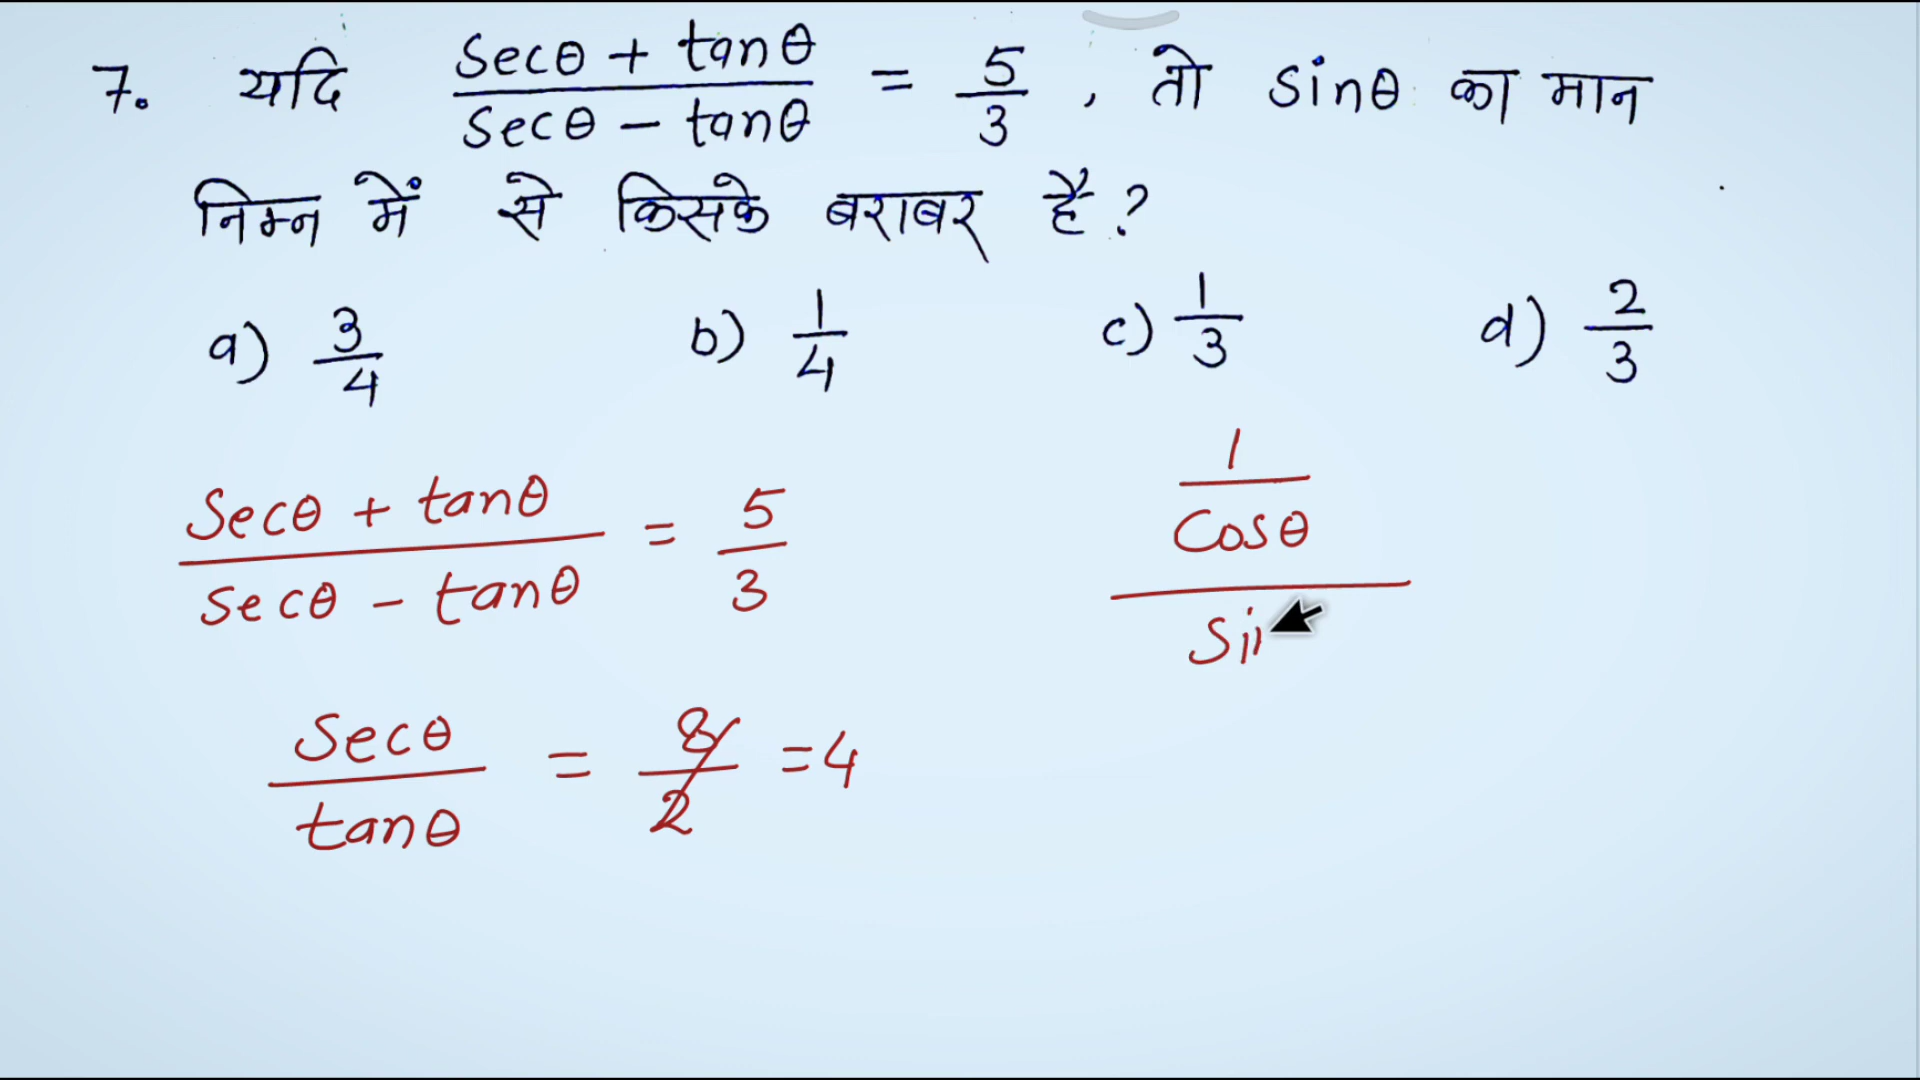 7. यदि (secθ + tanθ)/(secθ − tanθ) = 5/3 , तो sinθ का मान
निम्न में से किसके बराबर है ?
a) 3/4 b) 1/4 c) 1/3 d) 2/3
(secθ + tanθ)/(secθ − tanθ) = 5/3
secθ/tanθ = 8/2 = 4
1
cosθ